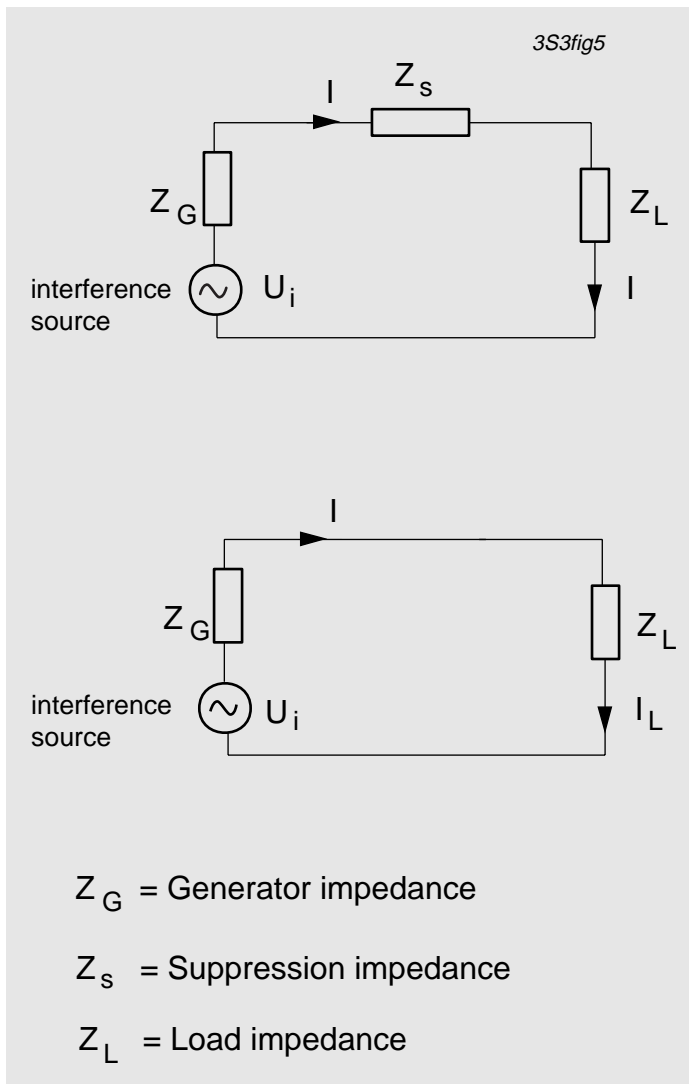 3S3fig5
I
Z s
Z G
Z L
interference
source
U i
I
I
Z G
Z L
interference
source
U i
I L
Z G = Generator impedance
Z s = Suppression impedance
Z L = Load impedance